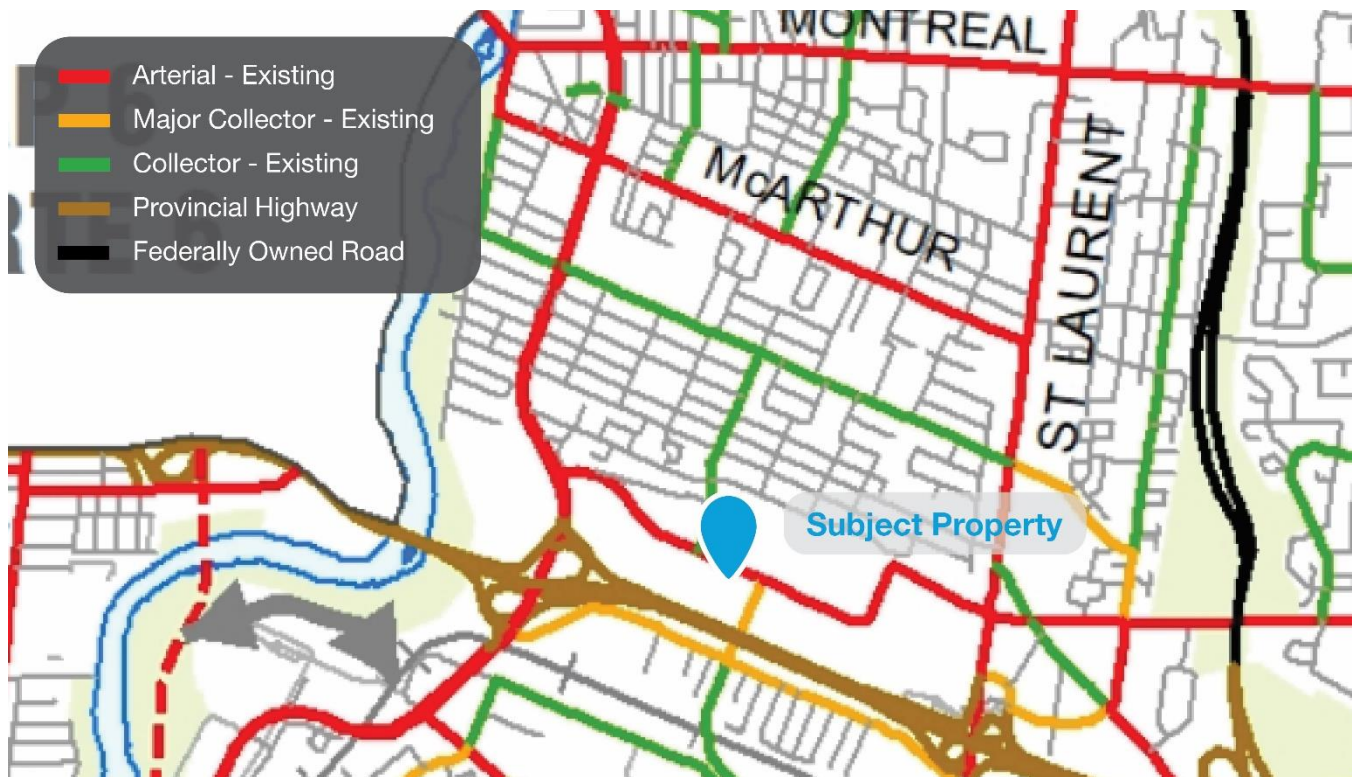 Arterial - Existing
Major Collector - Existing
Collector - Existing
Provincial Highway
Federally Owned Road
MONTREAL
McARTHUR
ST LAURENT
Subject Property